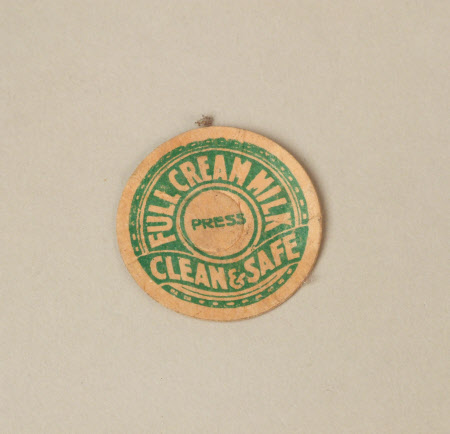 FULL CREAM MILK
PRESS
CLEAN & SAFE